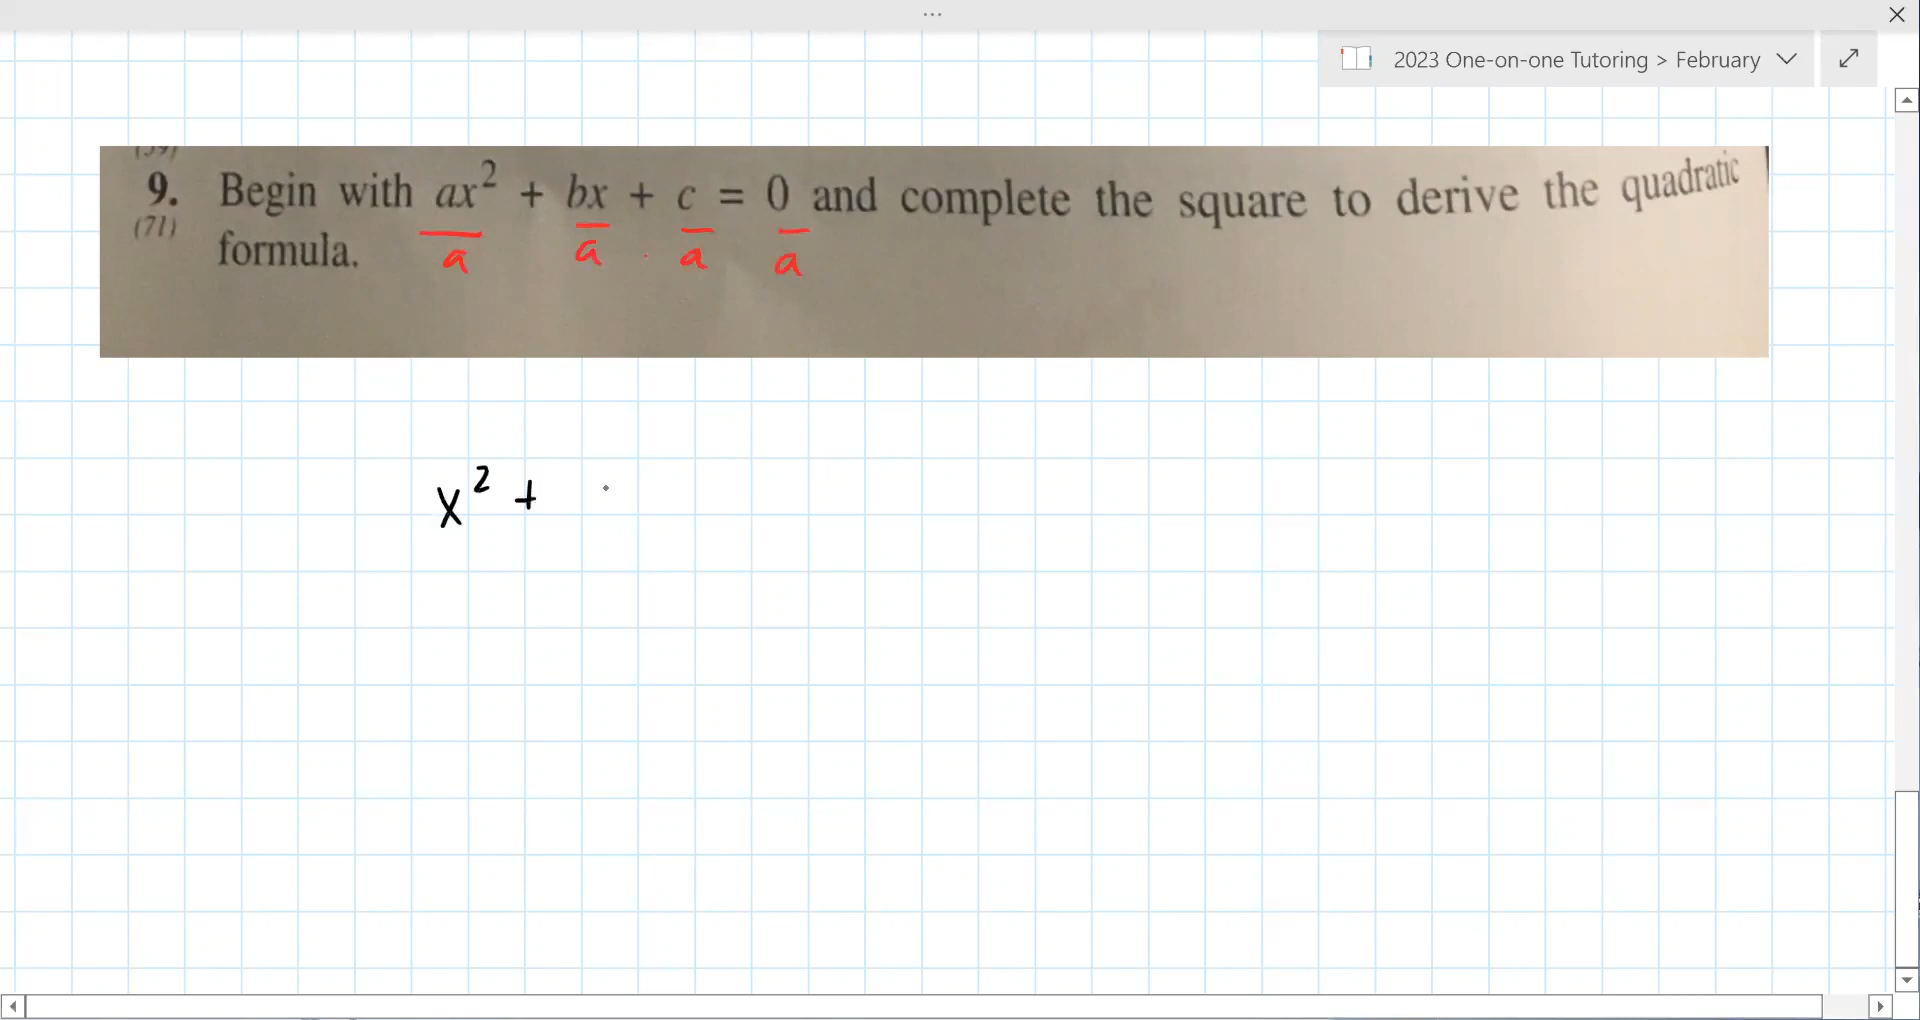 ...
2023 One-on-one Tutoring > February
(59)
9. Begin with ax² + bx + c = 0 and complete the square to derive the quadratic
a a a a
(71) formula.
x² +